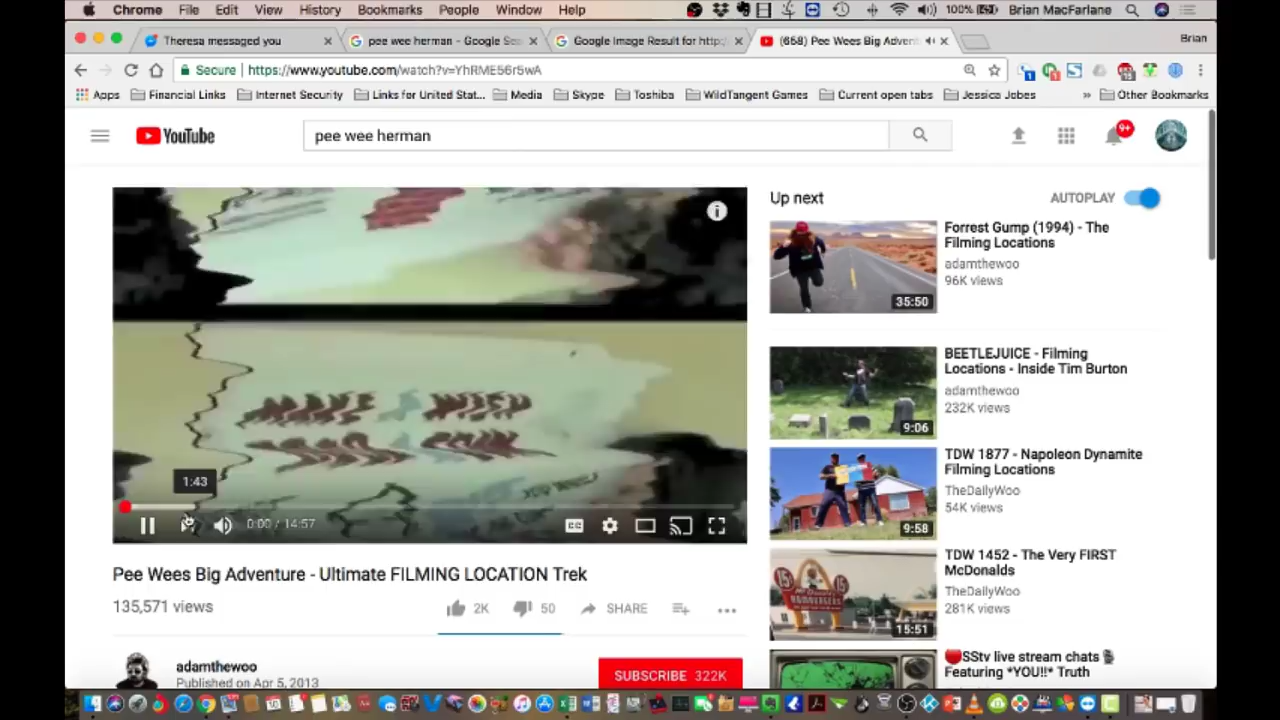 Chrome File Edit View History Bookmarks People Window Help 100% Brian MacFarlane
Theresa messaged you
pee wee herman - Google Sea
Google Image Result for http:
(658) Pee Wees Big Advent
Brian
Secure https://www.youtube.com/watch?v=YhRME56r5wA
1
1
15
Apps Financial Links Internet Security Links for United Stat... Media Skype Toshiba WildTangent Games Current open tabs Jessica Jobes » Other Bookmarks
YouTube
pee wee herman
9+
1:43
0:00 / 14:57
CC
Pee Wees Big Adventure - Ultimate FILMING LOCATION Trek
135,571 views
2K
50
SHARE
adamthewoo
Published on Apr 5, 2013
SUBSCRIBE 322K
Up next
AUTOPLAY
Forrest Gump (1994) - The
Filming Locations
adamthewoo
96K views
35:50
BEETLEJUICE - Filming
Locations - Inside Tim Burton
adamthewoo
232K views
9:06
TDW 1877 - Napoleon Dynamite
Filming Locations
TheDailyWoo
54K views
9:58
TDW 1452 - The Very FIRST
McDonalds
TheDailyWoo
281K views
15:51
SStv live stream chats
Featuring *YOU!!* Truth